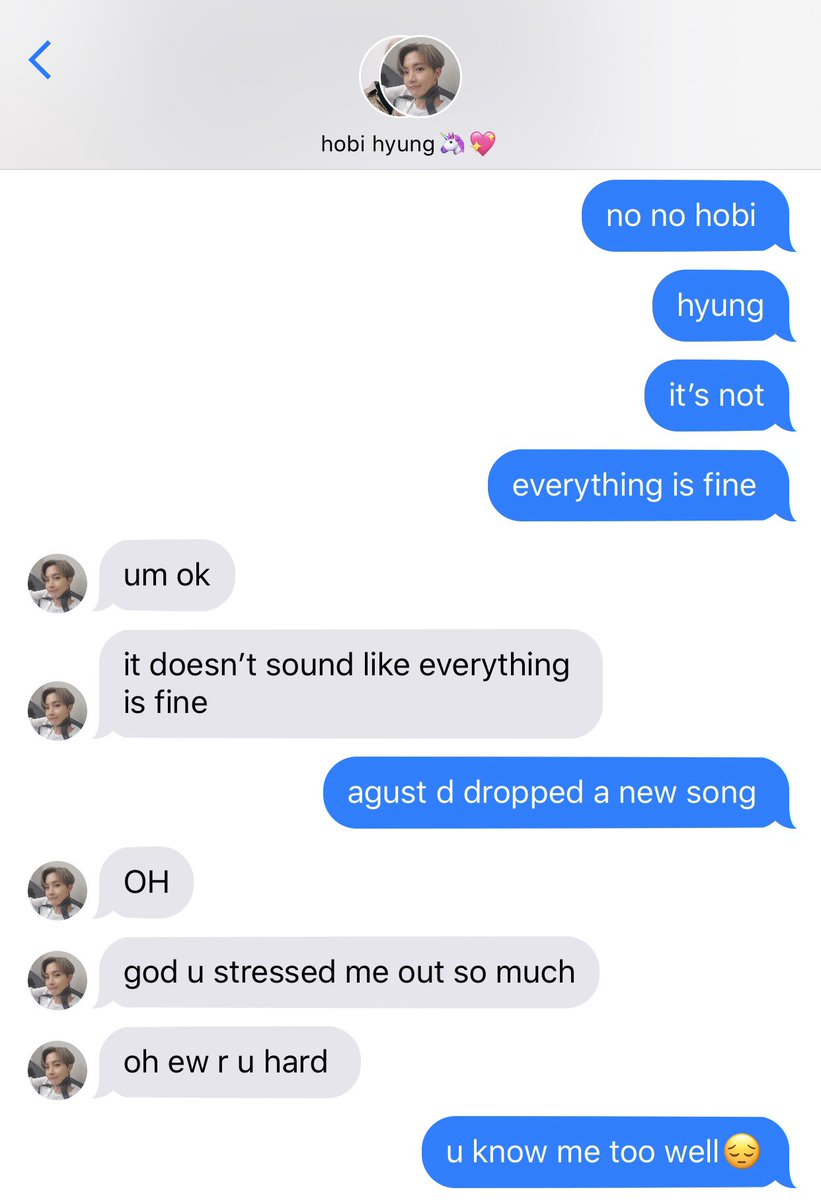 hobi hyung🦄💖
no no hobi
hyung
it’s not
everything is fine
um ok
it doesn’t sound like everything
is fine
agust d dropped a new song
OH
god u stressed me out so much
oh ew r u hard
u know me too well😔